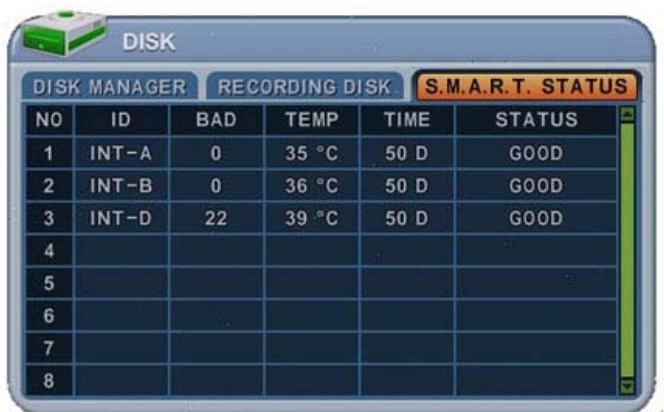 DISK
DISK MANAGER RECORDING DISK S.M.A.R.T. STATUS
NO ID BAD TEMP TIME STATUS
1 INT-A 0 35 °C 50 D GOOD
2 INT-B 0 36 °C 50 D GOOD
3 INT-D 22 39 °C 50 D GOOD
4
5
6
7
8